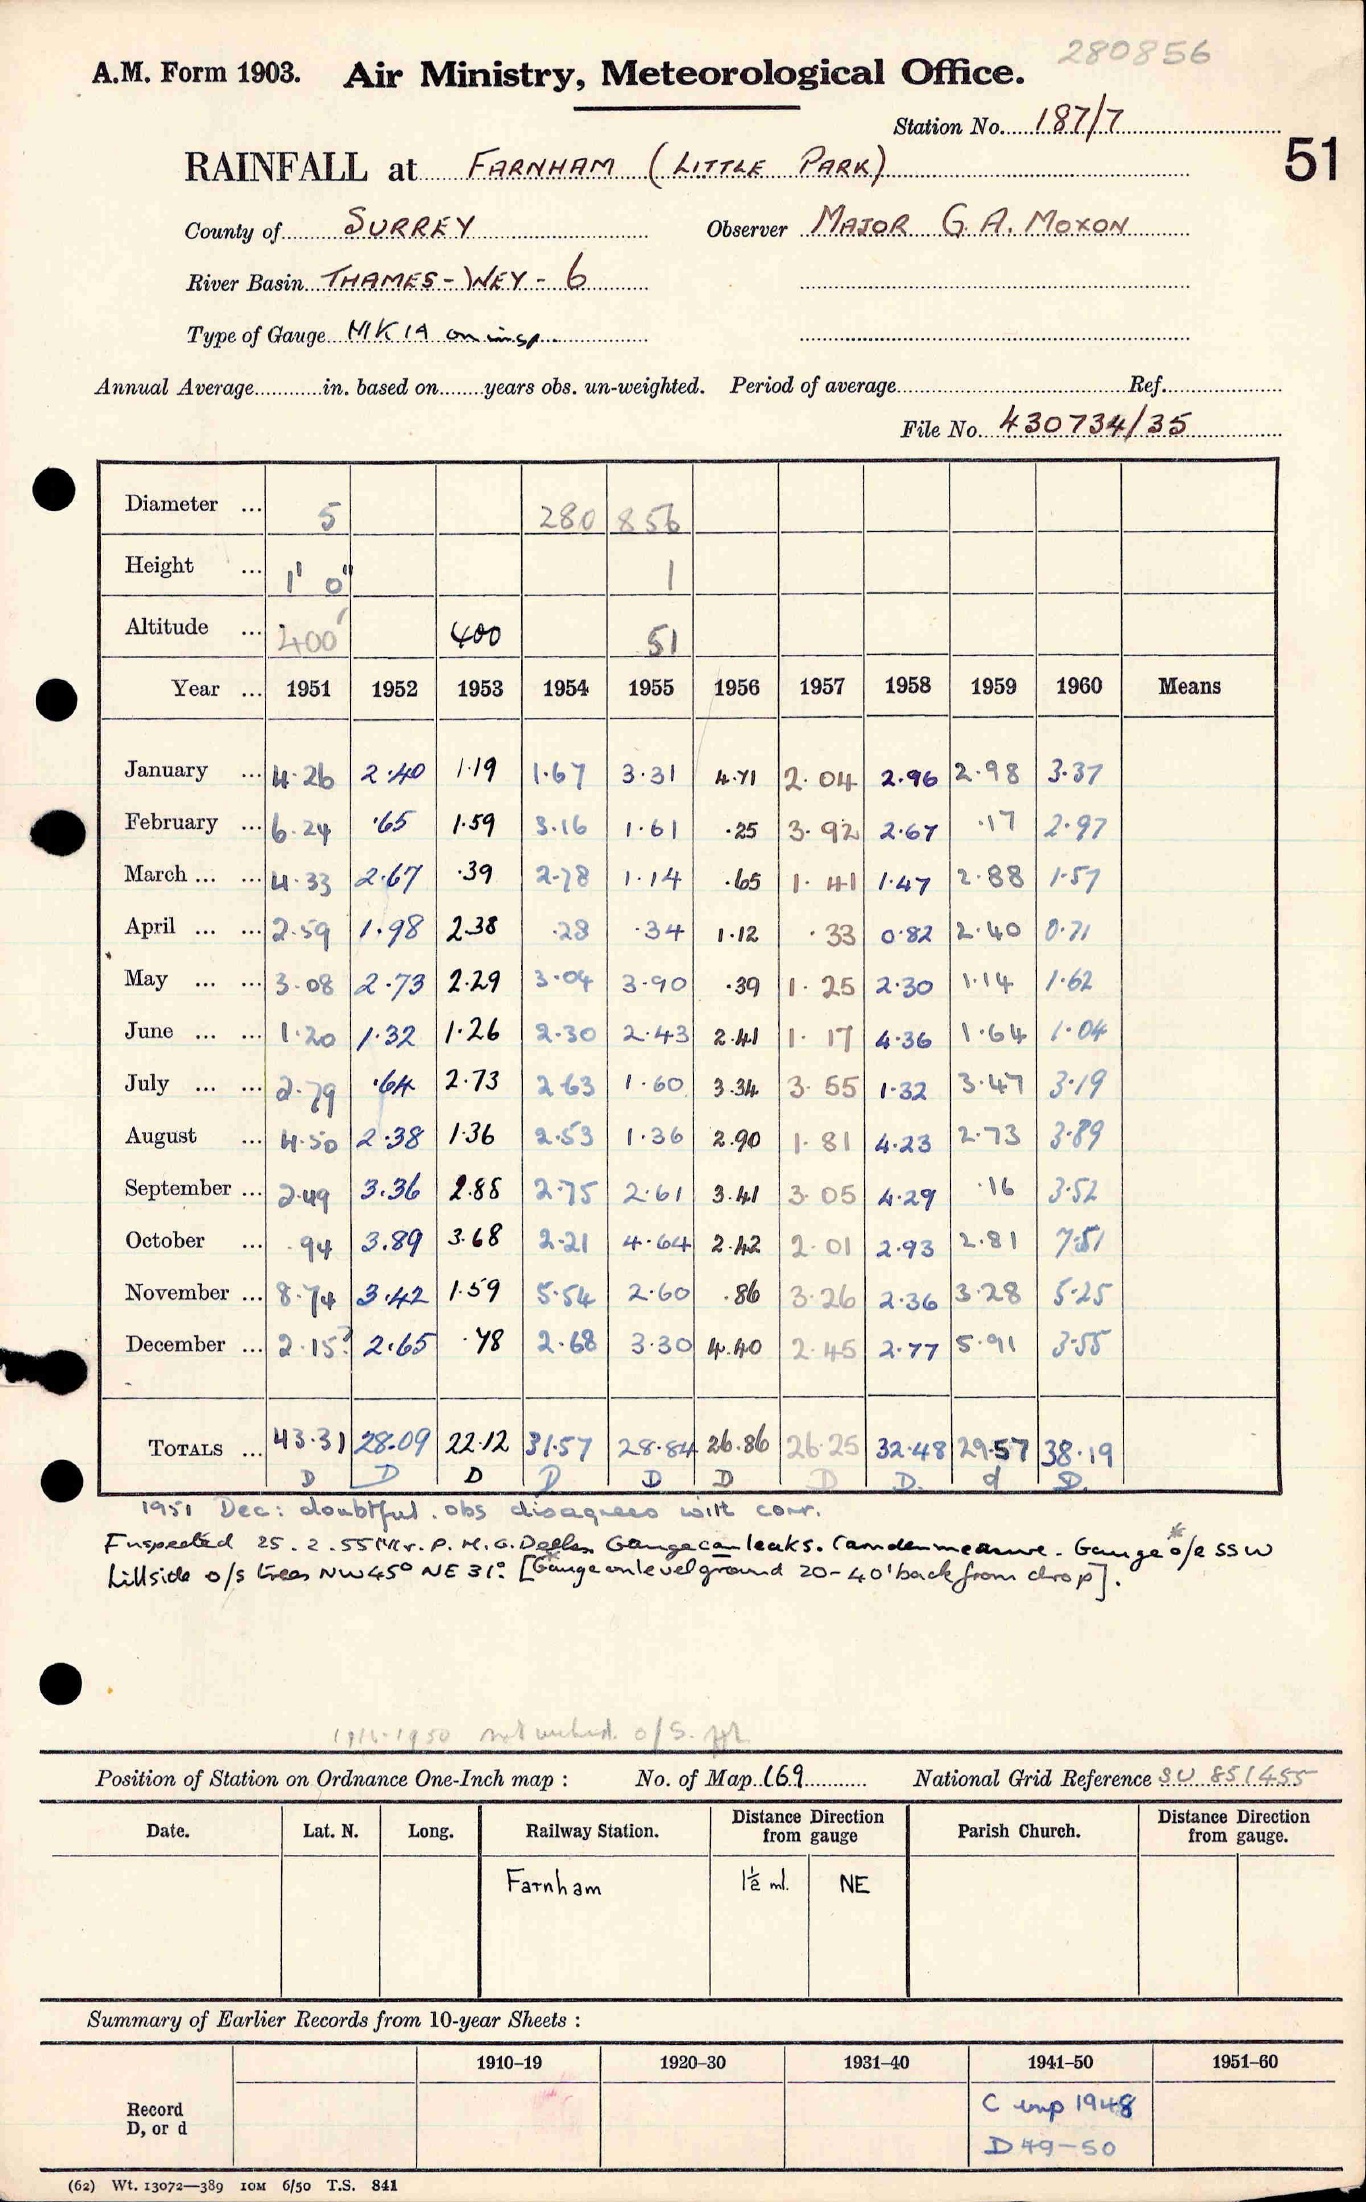 280856
A.M. Form 1903. Air Ministry, Meteorological Office.
Station No. 187/7
51
RAINFALL at FARNHAM (LITTLE PARK)
County of SURREY Observer MAJOR G. A. MOXON
River Basin THAMES-WEY-6
Type of Gauge MK IA on insp.
Annual Average in. based on years obs. un-weighted. Period of average Ref.
File No. 430734/35
Diameter ... 5 280 856
Height ... 1' 0" 1
Altitude ... 400' 400 51
Year ... 1951 1952 1953 1954 1955 1956 1957 1958 1959 1960 Means
January ... 4.26 2.40 1.19 1.67 3.31 4.71 2.04 2.96 2.98 3.37
February ... 6.24 .65 1.59 3.16 1.61 .25 3.92 2.67 .17 2.97
March ... ... 4.33 2.67 .39 2.78 1.14 .65 1.41 1.47 2.88 1.57
April ... ... 2.59 1.98 2.38 .28 .34 1.12 .33 0.82 2.40 0.71
May ... ... 3.08 2.73 2.29 3.04 3.90 .39 1.25 2.30 1.14 1.62
June ... ... 1.20 1.32 1.26 2.30 2.43 2.41 1.17 4.36 1.64 1.04
July ... ... 2.79 .64 2.73 2.63 1.60 3.34 3.55 1.32 3.47 3.19
August ... 4.50 2.38 1.36 2.53 1.36 2.90 1.81 4.23 2.73 3.89
September ... 2.49 3.36 2.88 2.75 2.61 3.41 3.05 4.29 .16 3.52
October ... .94 3.89 3.68 2.21 4.64 2.42 2.01 2.93 2.81 7.51
November ... 8.74 3.42 1.59 5.54 2.60 .86 3.26 2.36 3.28 5.25
December ... 2.15? 2.65 .78 2.68 3.30 4.40 2.45 2.77 5.91 3.55
TOTALS ... 43.31 28.09 22.12 31.57 28.84 26.86 26.25 32.48 29.57 38.19
D D D D D D D D. d D.
1951 Dec: doubtful. obs disagrees with corr.
Inspected 25.2.55 Mr. P. M. G. Gauge can leaks. Camden measure. Gauge* o/e SSW
hillside o/s trees NW45° NE 31°. [*Gauge on level ground 20-40' back from drop].
1950 not o/S.
Position of Station on Ordnance One-Inch map : No. of Map 169 National Grid Reference SU 851455
Date. Lat. N. Long. Railway Station. Distance from gauge Direction Parish Church. Distance from gauge. Direction
Farnham 1½ ml. NE
Summary of Earlier Records from 10-year Sheets :
1910–19 1920–30 1931–40 1941–50 1951–60
Record
D, or d
C imp 1948
D 49-50
(62) Wt. 13072—389 10M 6/50 T.S. 841